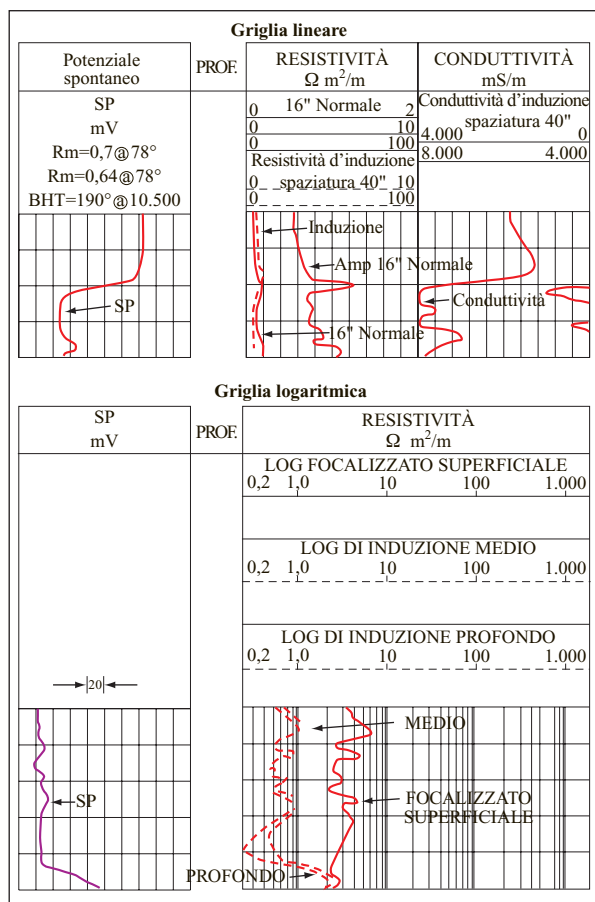 Griglia lineare
Potenziale
spontaneo
PROF.
RESISTIVITÀ
Ω m²/m
CONDUTTIVITÀ
mS/m
SP
mV
Rm=0,7@78°
Rm=0,64@78°
BHT=190°@10.500
0 16" Normale 2
0 10
0 100
Resistività d'induzione
spaziatura 40"
0 10
0 100
Conduttività d'induzione
spaziatura 40"
4.000 0
8.000 4.000
Induzione
Amp 16" Normale
SP
Conduttività
16" Normale
Griglia logaritmica
SP
mV
PROF.
RESISTIVITÀ
Ω m²/m
LOG FOCALIZZATO SUPERFICIALE
0,2 1,0 10 100 1.000
LOG DI INDUZIONE MEDIO
0,2 1,0 10 100 1.000
LOG DI INDUZIONE PROFONDO
0,2 1,0 10 100 1.000
20
MEDIO
SP
FOCALIZZATO
SUPERFICIALE
PROFONDO